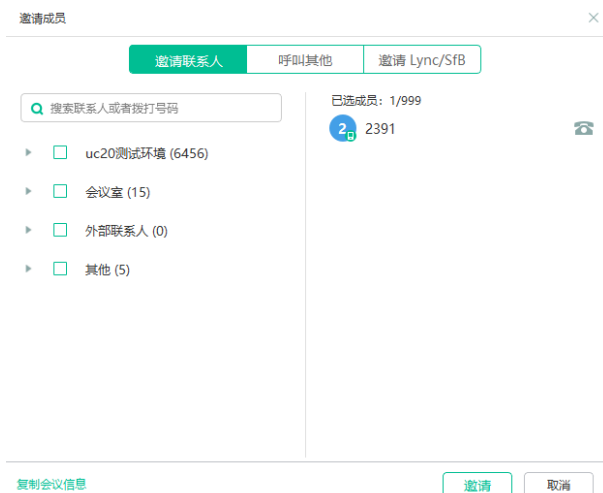 邀请成员
邀请联系人 呼叫其他 邀请 Lync/SfB
搜索联系人或者拨打号码
已选成员：1/999
2 2391
uc20测试环境 (6456)
会议室 (15)
外部联系人 (0)
其他 (5)
复制会议信息
邀请 取消